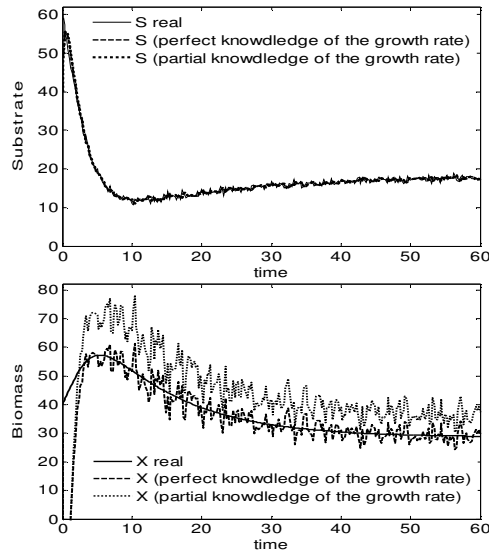 60
50
40
30
20
10
0
Substrate
S real
S (perfect knowdledge of the growth rate)
S (partial knowdledge of the growth rate)
0 10 20 30 40 50 60
time
80
70
60
50
40
30
20
10
0
Biomass
X real
X (perfect knowdledge of the growth rate)
X (partial knowdledge of the growth rate)
0 10 20 30 40 50 60
time